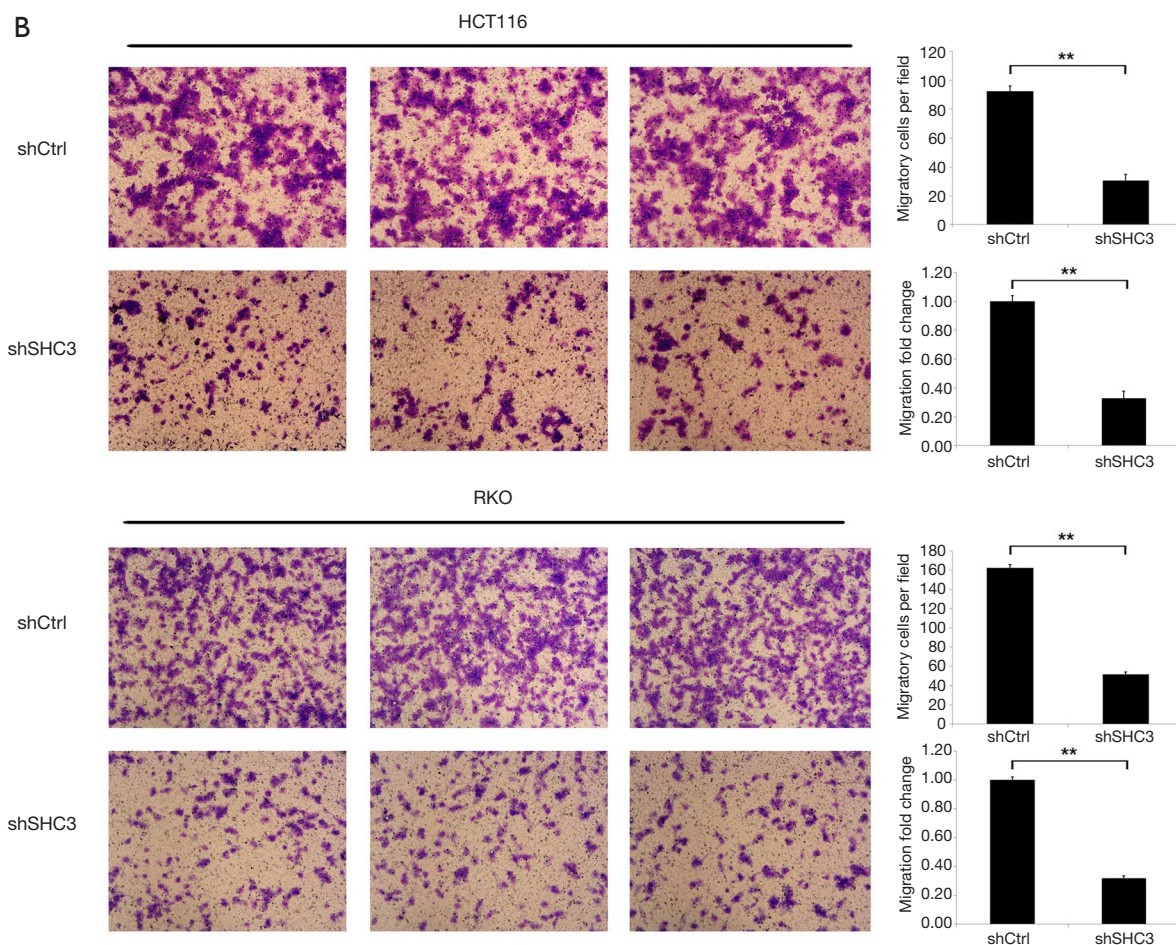 B
HCT116
shCtrl
shSHC3
Migratory cells per field
120
100
80
60
40
20
0
**
shCtrl shSHC3
Migration fold change
1.20
1.00
0.80
0.60
0.40
0.20
0.00
**
shCtrl shSHC3
RKO
shCtrl
shSHC3
Migratory cells per field
180
160
140
120
100
80
60
40
20
0
**
shCtrl shSHC3
Migration fold change
1.20
1.00
0.80
0.60
0.40
0.20
0.00
**
shCtrl shSHC3